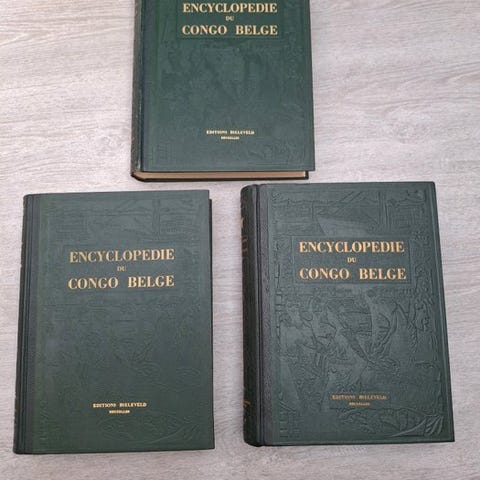 ENCYCLOPEDIE
DU
CONGO BELGE
EDITIONS BIELEVELD
BRUXELLES
ENCYCLOPEDIE
DU
CONGO BELGE
EDITIONS BIELEVELD
BRUXELLES
ENCYCLOPEDIE
DU
CONGO BELGE
EDITIONS BIELEVELD
BRUXELLES